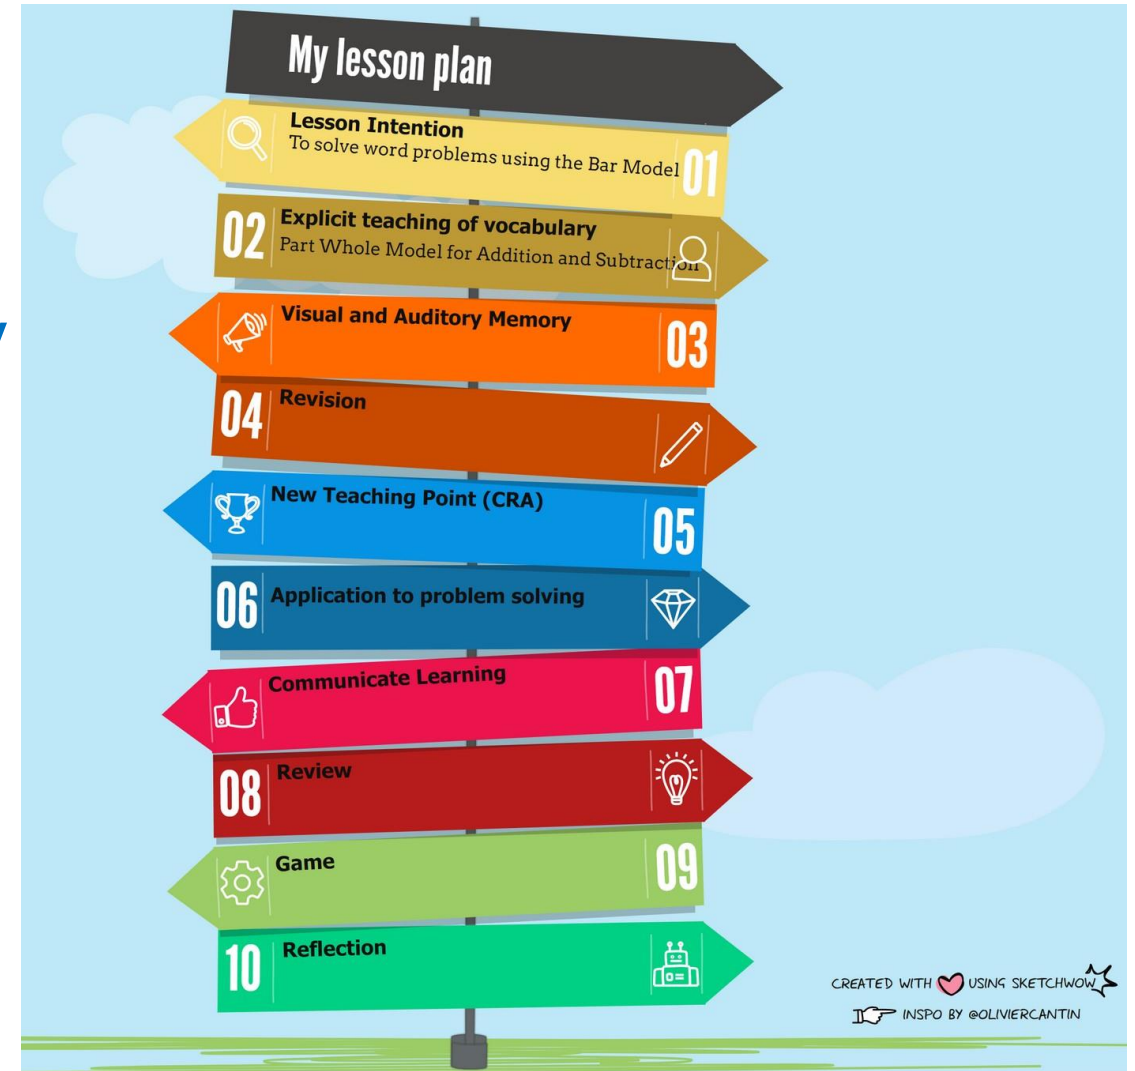 My lesson plan
Lesson Intention
To solve word problems using the Bar Model
01
02
Explicit teaching of vocabulary
Part Whole Model for Addition and Subtraction
Visual and Auditory Memory
03
04
Revision
New Teaching Point (CRA)
05
06
Application to problem solving
Communicate Learning
07
08
Review
Game
09
10
Reflection
CREATED WITH USING SKETCHWOW
INSPO BY @OLIVIERCANTIN